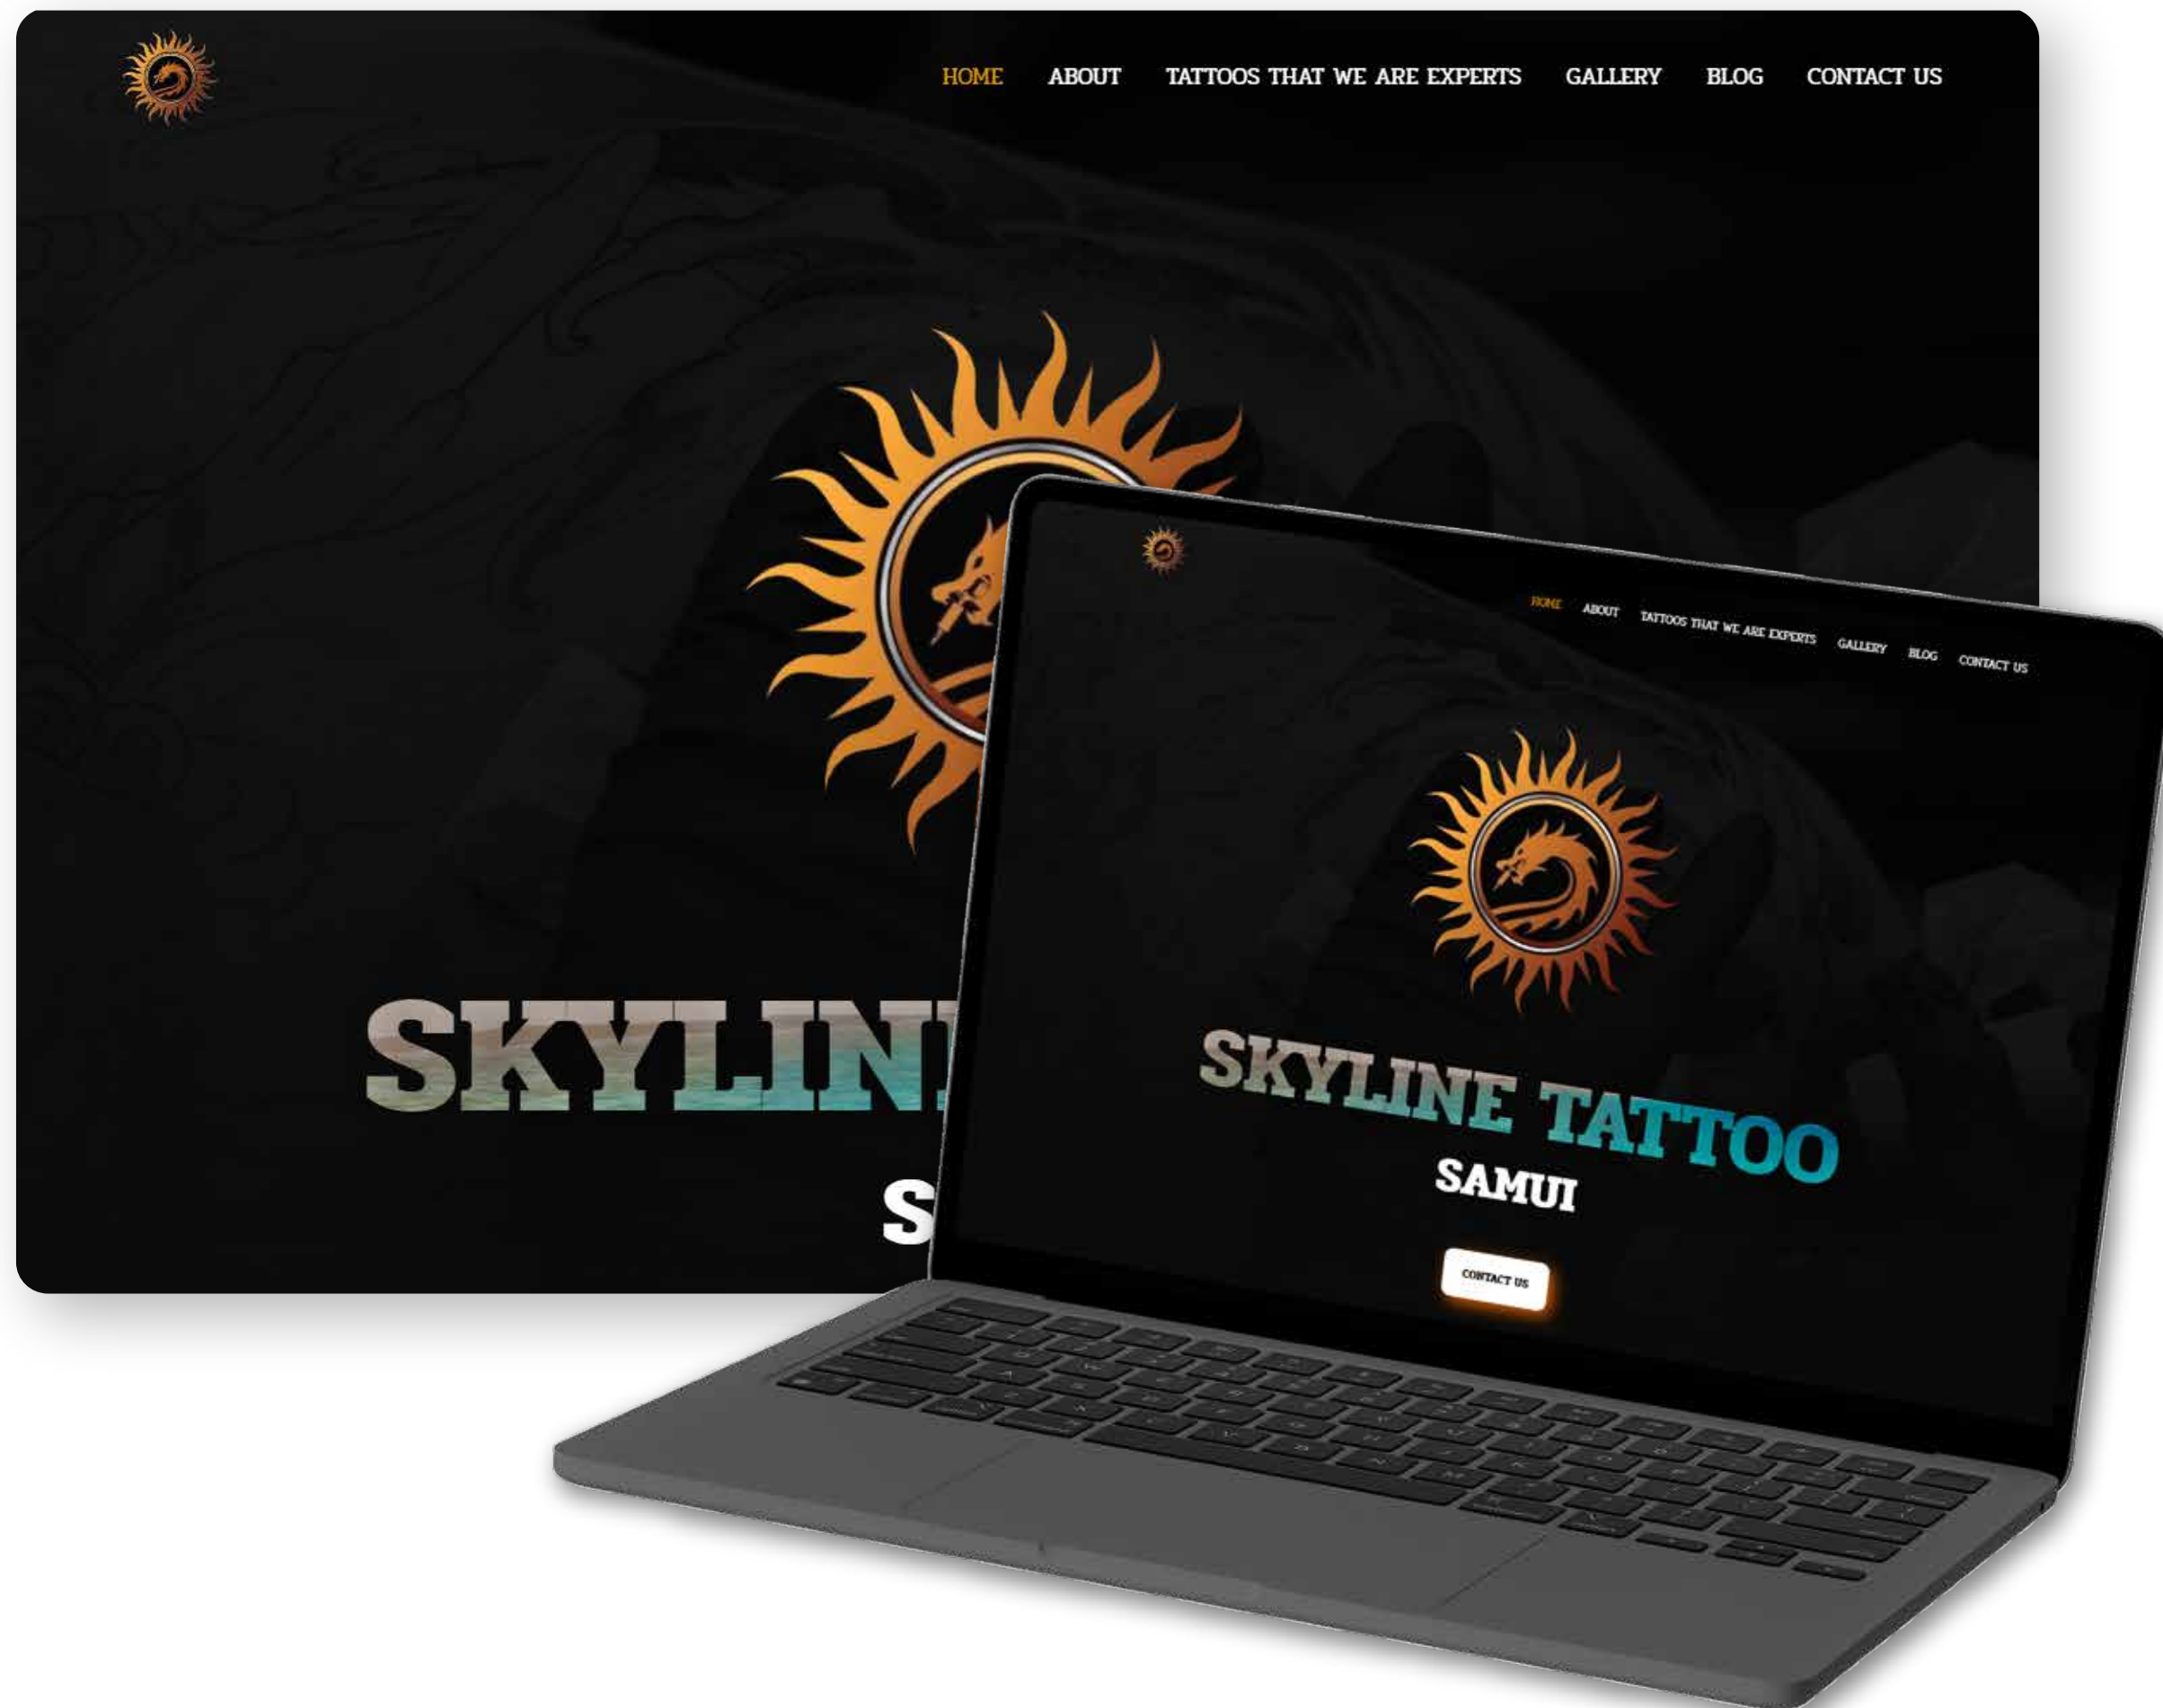 HOME ABOUT TATTOOS THAT WE ARE EXPERTS GALLERY BLOG CONTACT US
HOME ABOUT TATTOOS THAT WE ARE EXPERTS GALLERY BLOG CONTACT US
SKYLIN
S
SKYLINE TATTOO
SAMUI
CONTACT US